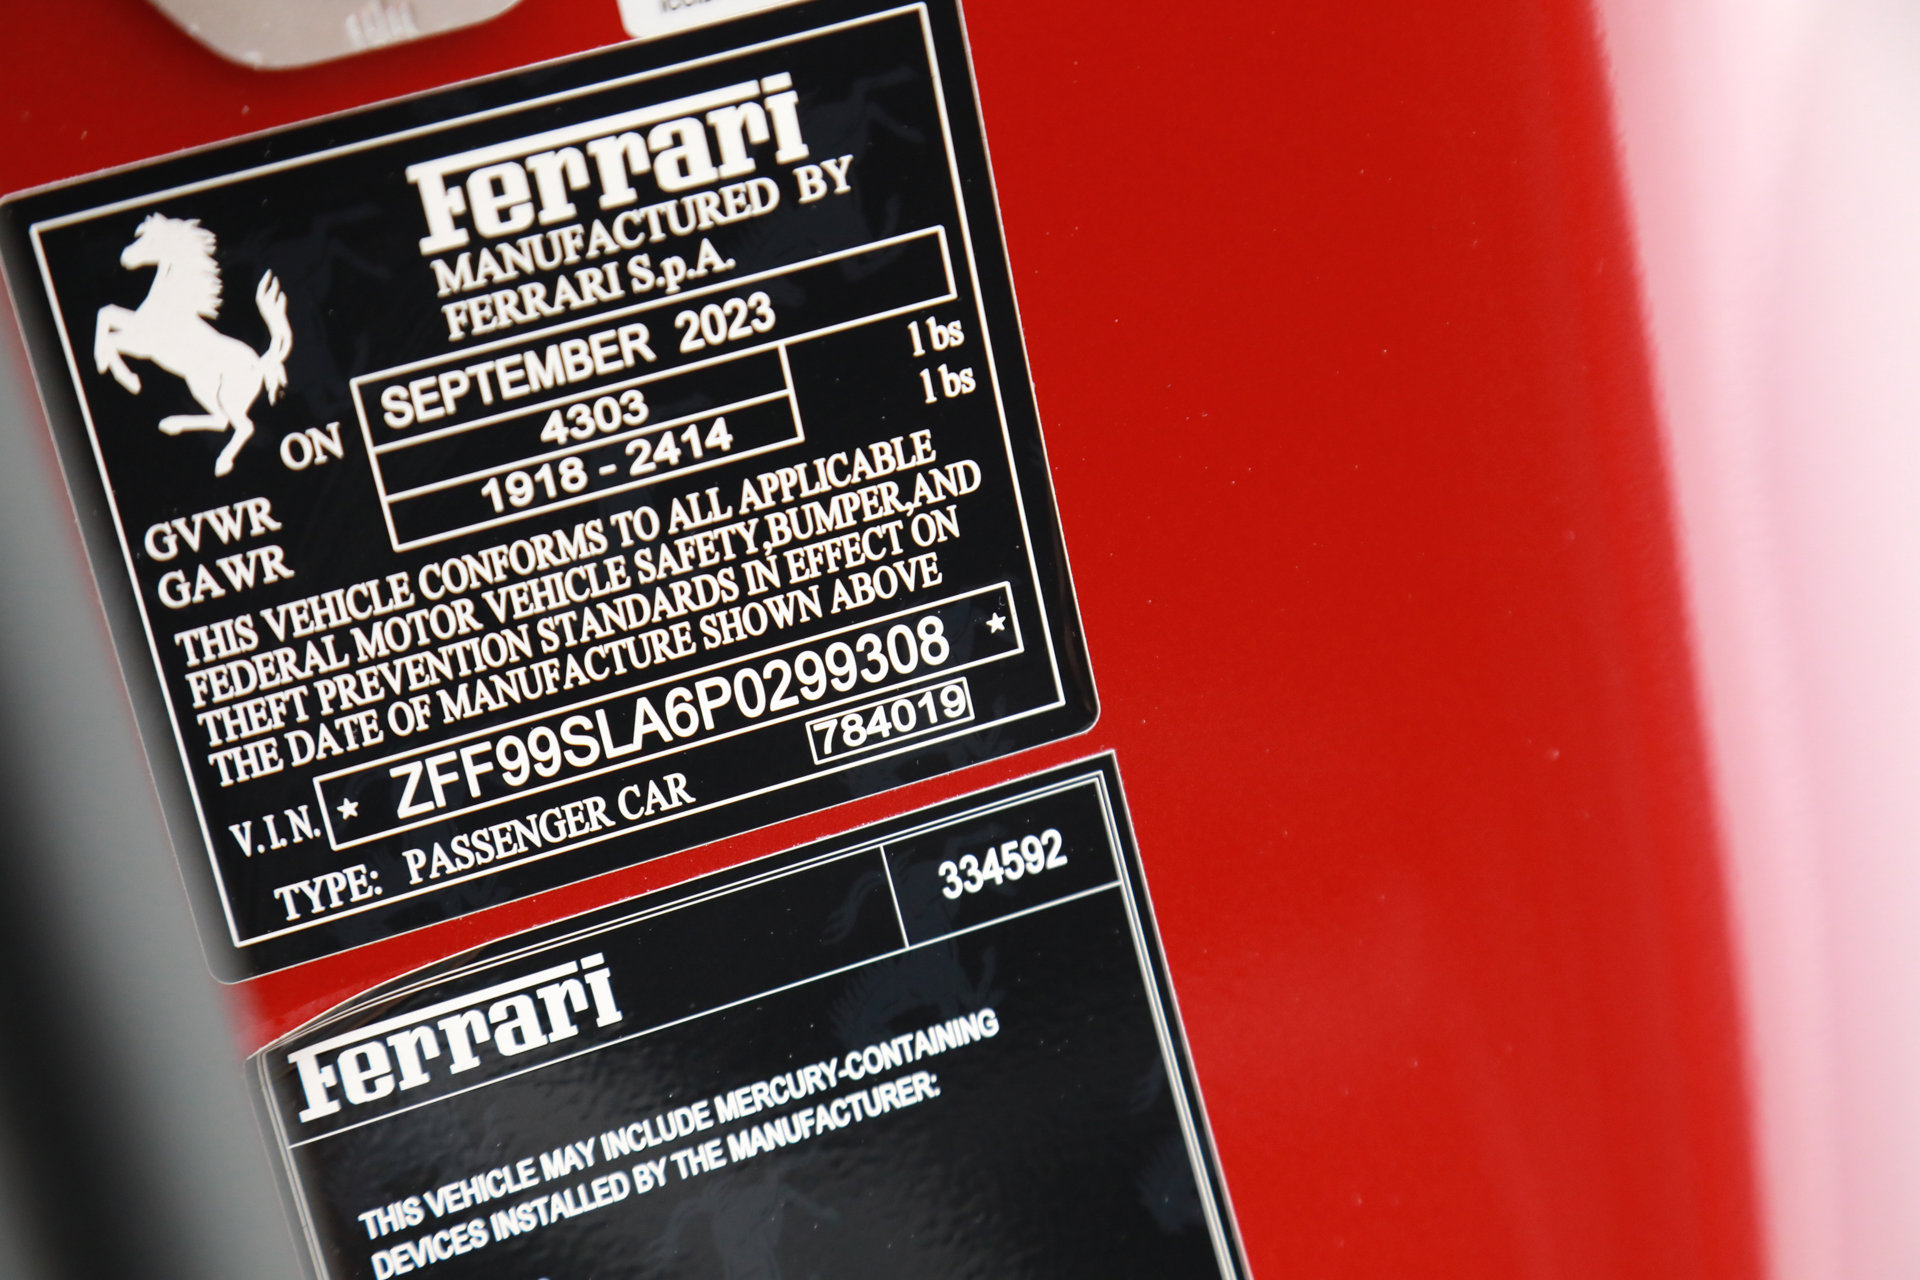 Ferrari
MANUFACTURED BY
FERRARI S.p.A.
ON SEPTEMBER 2023
GVWR 4303 lbs
GAWR 1918 - 2414 lbs
THIS VEHICLE CONFORMS TO ALL APPLICABLE
FEDERAL MOTOR VEHICLE SAFETY,BUMPER,AND
THEFT PREVENTION STANDARDS IN EFFECT ON
THE DATE OF MANUFACTURE SHOWN ABOVE
V.I.N. * ZFF99SLA6P0299308 *
TYPE: PASSENGER CAR 784019
334592
Ferrari
THIS VEHICLE MAY INCLUDE MERCURY-CONTAINING
DEVICES INSTALLED BY THE MANUFACTURER: